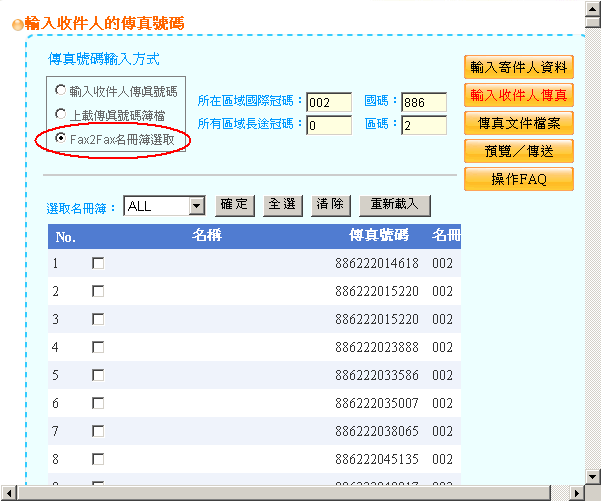 輸入收件人的傳真號碼
傳真號碼輸入方式
輸入收件人傳真號碼
上載傳真號碼簿檔
Fax2Fax名冊簿選取
所在區域國際冠碼： 002 國碼： 886
所有區域長途冠碼： 0 區碼： 2
輸入寄件人資料
輸入收件人傳真
傳真文件檔案
預覽／傳送
操作FAQ
選取名冊簿： ALL 確定 全選 清除 重新載入
No. 名稱 傳真號碼 名冊
1 886222014618 002
2 886222015220 002
3 886222015220 002
4 886222023888 002
5 886222033586 002
6 886222035007 002
7 886222038065 002
8 886222045135 002